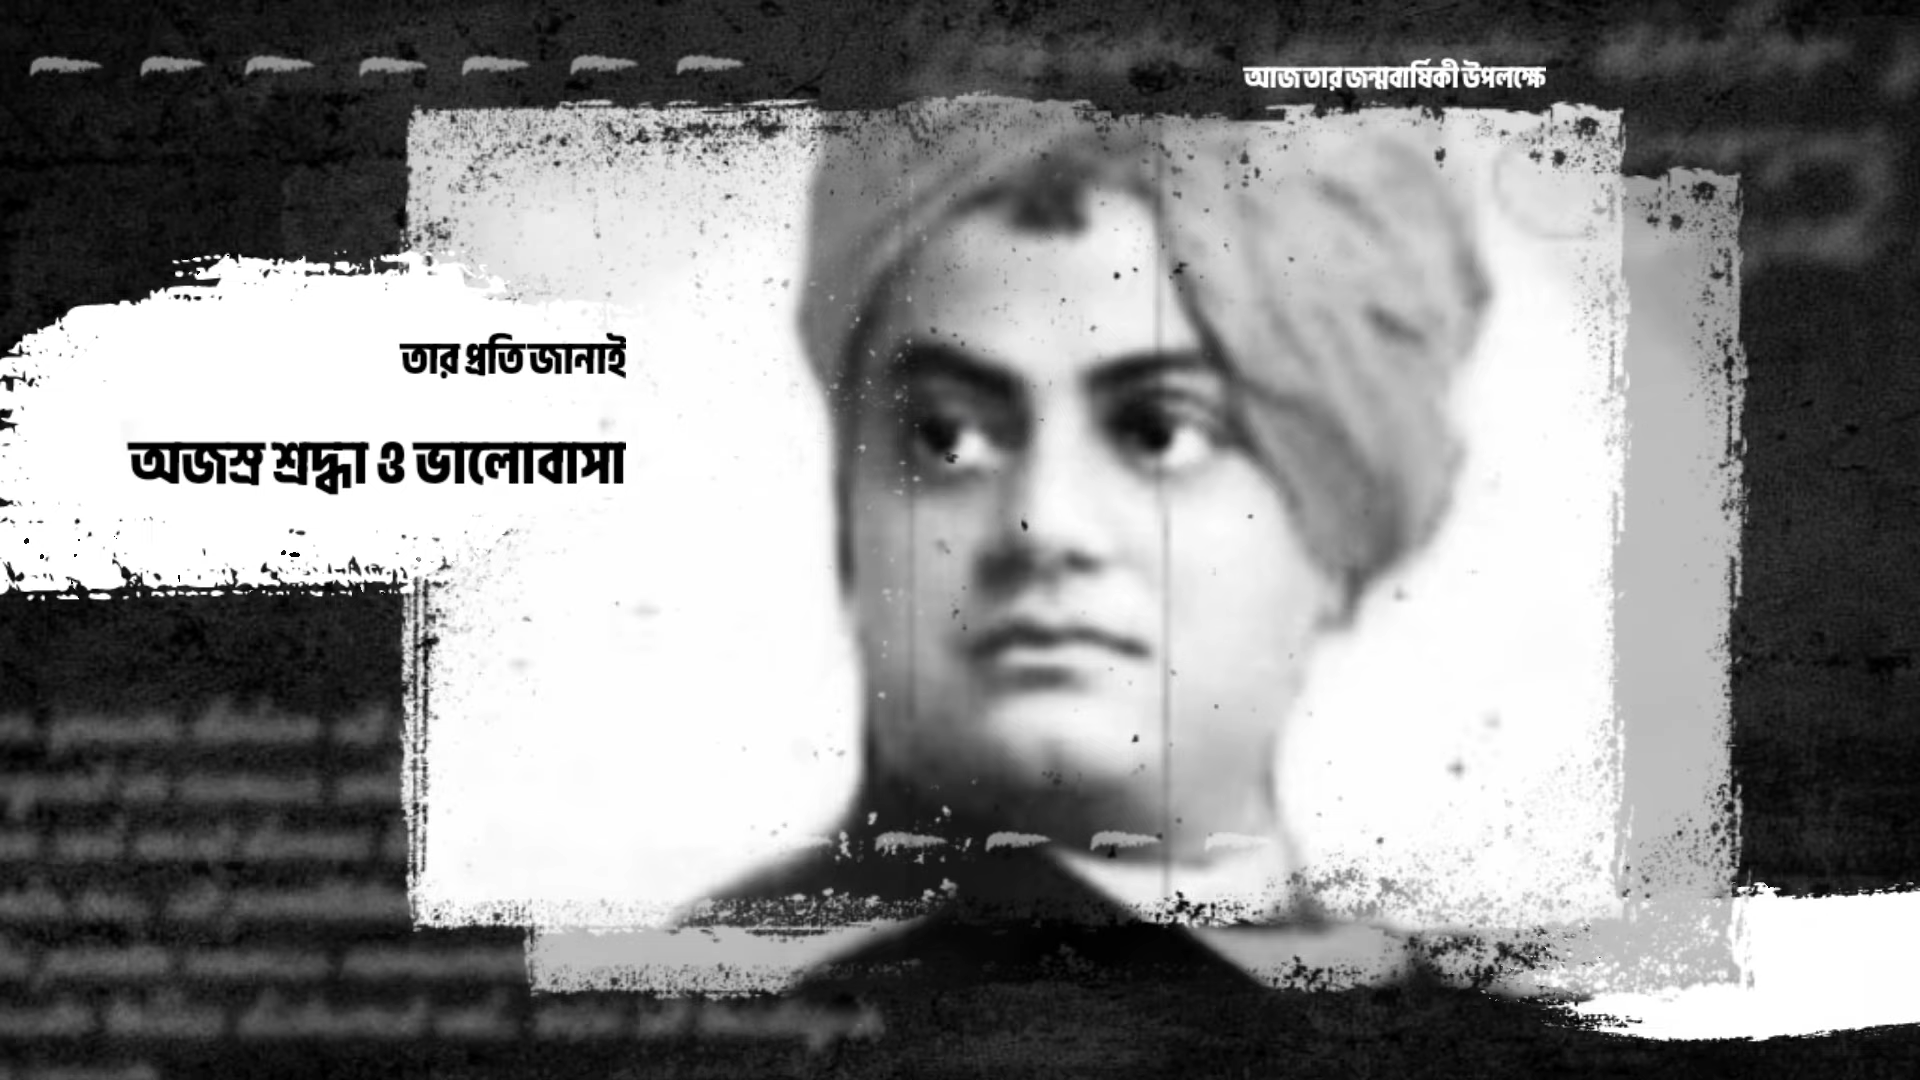 আজ তার জন্মবার্ষিকী উপলক্ষে
তার প্রতি জানাই
অজস্র শ্রদ্ধা ও ভালোবাসা